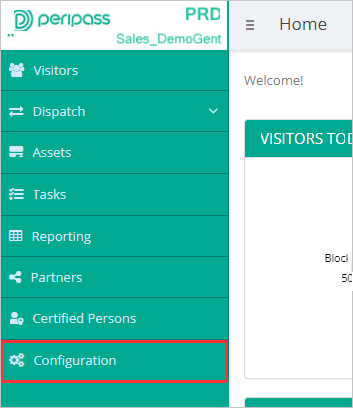 peripass
PRD
Sales_DemoGent
Home
Visitors
Dispatch
Assets
Tasks
Reporting
Partners
Certified Persons
Configuration
Welcome!
VISITORS TOD
Block
50